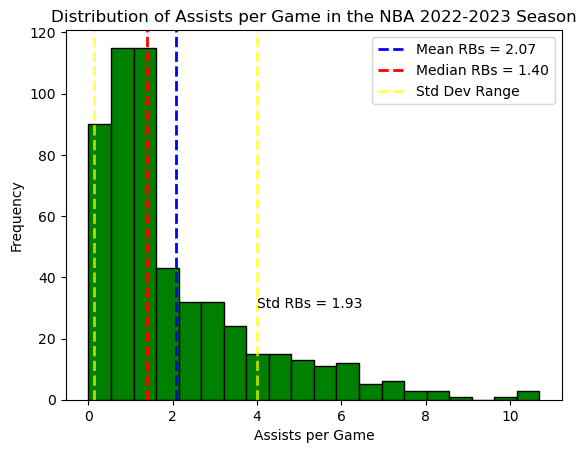 Distribution of Assists per Game in the NBA 2022-2023 Season
Mean RBs = 2.07
Median RBs = 1.40
Std Dev Range
120
100
80
60
40
20
0
Frequency
Std RBs = 1.93
0 2 4 6 8 10
Assists per Game